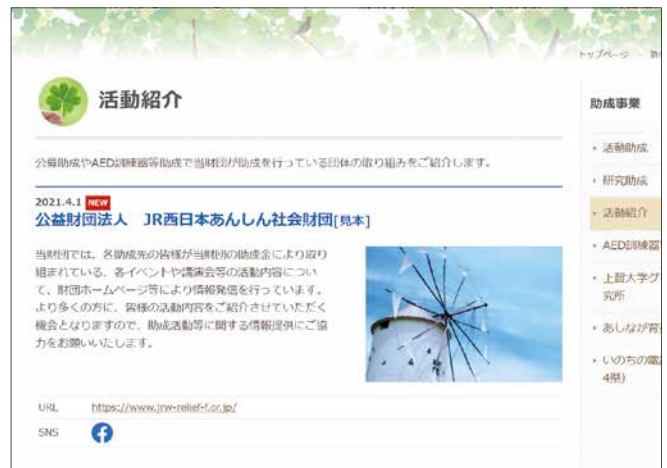 トップページ
活動紹介
公募助成やAED訓練器等助成で当財団が助成を行っている団体の取り組みをご紹介します。
2021.4.1 NEW
公益財団法人　JR西日本あんしん社会財団[見本]
当財団では、各助成先の皆様が当財団の助成金により取り
組まれている、各イベントや講演会等の活動内容につい
て、財団ホームページ等により情報発信を行っています。
より多くの方に、皆様の活動内容をご紹介させていただく
機会となりますので、助成活動等に関する情報提供にご協
力をお願いいたします。
URL https://www.jrw-relief-f.or.jp/
SNS
助成事業
活動助成
研究助成
活動紹介
AED訓練器
上智大学グ
究所
あしなが育
いのちの電
4県)